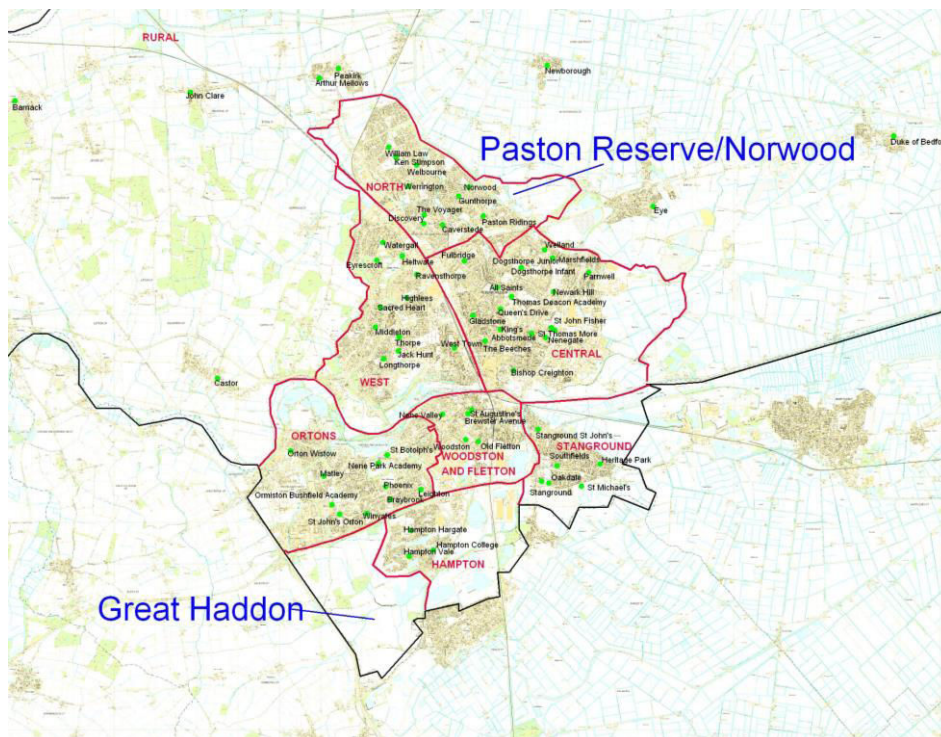 RURAL
Peakirk
Arthur Mellows
Newborough
John Clare
Barnack
Duke of Bedfo
Paston Reserve/Norwood
William Law
Ken Stimpson
Welbourne
NORTH
Werrington
Norwood
Gunthorpe
The Voyager
Discovery
Caverstede
Paston Ridings
Eye
Watergall
Heltwate
Eyrescroft
Ravensthorpe
Fulbridge
Welland
Dogsthorpe Junior
Marshfields
Dogsthorpe Infant
Parnwell
All Saints
Newark Hill
Highlees
Thomas Deacon Academy
Sacred Heart
Queen's Drive
Gladstone
St John Fisher
King's
Middleton
Abbotsmede
St Thomas More
Thorpe
Nenegate
Jack Hunt
West Town
The Beeches
CENTRAL
Longthorpe
Bishop Creighton
WEST
Castor
Nene Valley
St Augustine's
Brewster Avenue
ORTONS
Stanground St John's
Woodston
Old Fletton
STANGROUND
Orton Wistow
St Botolph's
WOODSTON
AND FLETTON
Southfields
Heritage Park
Nene Park Academy
Matley
Oakdale
Phoenix
Stanground
St Michael's
Ormiston Bushfield Academy
Leighton
Braybrook
St John's Orton
Winyates
Hampton Hargate
Hampton College
Hampton Vale
HAMPTON
Great Haddon